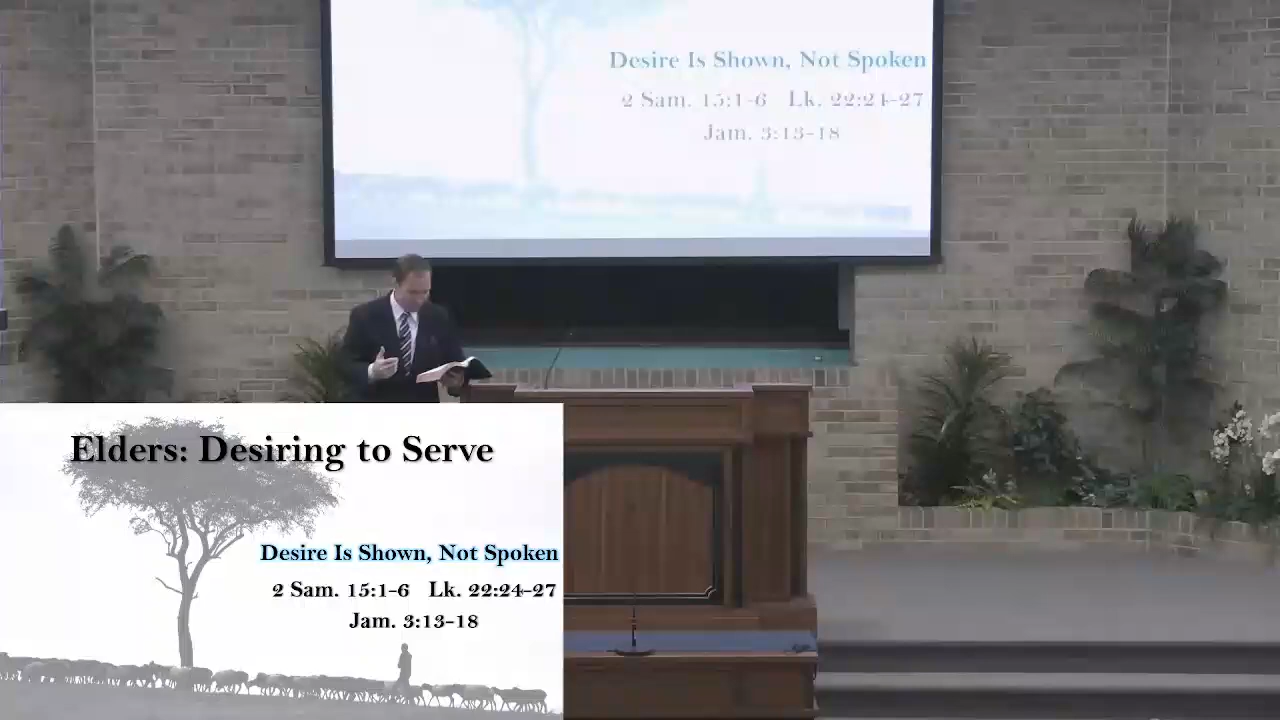 Desire Is Shown, Not Spoken
2 Sam. 15:1-6 Lk. 22:24-27
Jam. 3:13-18
Elders: Desiring to Serve
Desire Is Shown, Not Spoken
2 Sam. 15:1-6 Lk. 22:24-27
Jam. 3:13-18